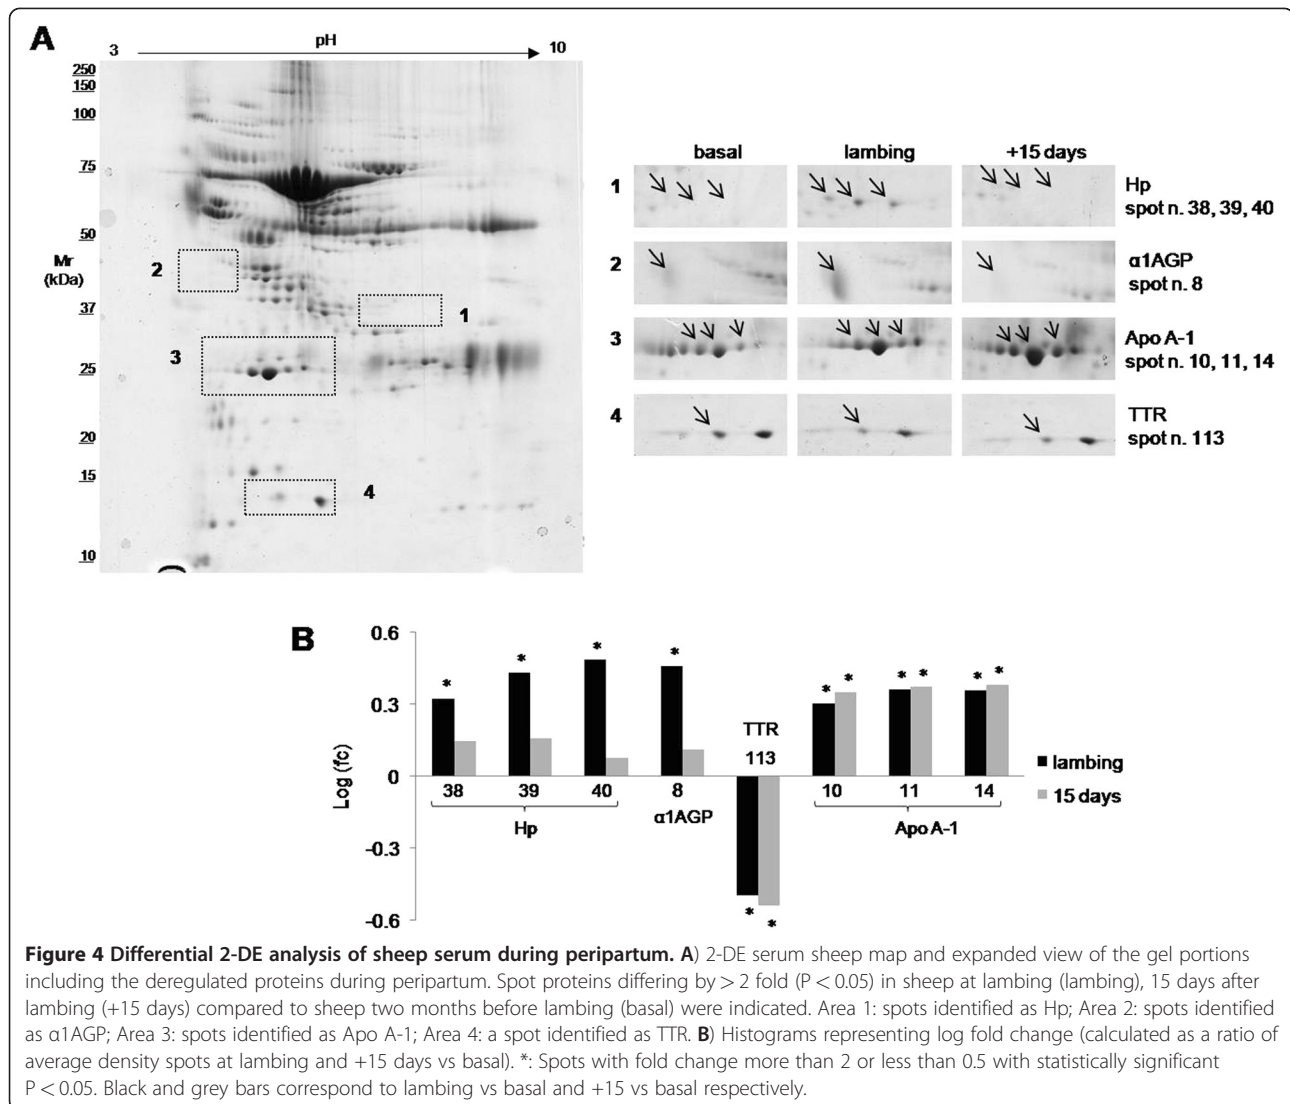 A
3 pH 10
250
150
100
75
50
Mr
(kDa)
37
25
20
15
10
2
1
3
4
basal lambing +15 days
1
Hp
spot n. 38, 39, 40
2
α1AGP
spot n. 8
3
Apo A-1
spot n. 10, 11, 14
4
TTR
spot n. 113
B
Log (fc)
0.6
0.3
0
-0.3
-0.6
* * * * * * * * * *
TTR
113
* *
38 39 40 8 10 11 14
Hp α1AGP Apo A-1
lambing
15 days
Figure 4 Differential 2-DE analysis of sheep serum during peripartum. A) 2-DE serum sheep map and expanded view of the gel portions
including the deregulated proteins during peripartum. Spot proteins differing by > 2 fold (P < 0.05) in sheep at lambing (lambing), 15 days after
lambing (+15 days) compared to sheep two months before lambing (basal) were indicated. Area 1: spots identified as Hp; Area 2: spots identified
as α1AGP; Area 3: spots identified as Apo A-1; Area 4: a spot identified as TTR. B) Histograms representing log fold change (calculated as a ratio of
average density spots at lambing and +15 days vs basal). *: Spots with fold change more than 2 or less than 0.5 with statistically significant
P < 0.05. Black and grey bars correspond to lambing vs basal and +15 vs basal respectively.